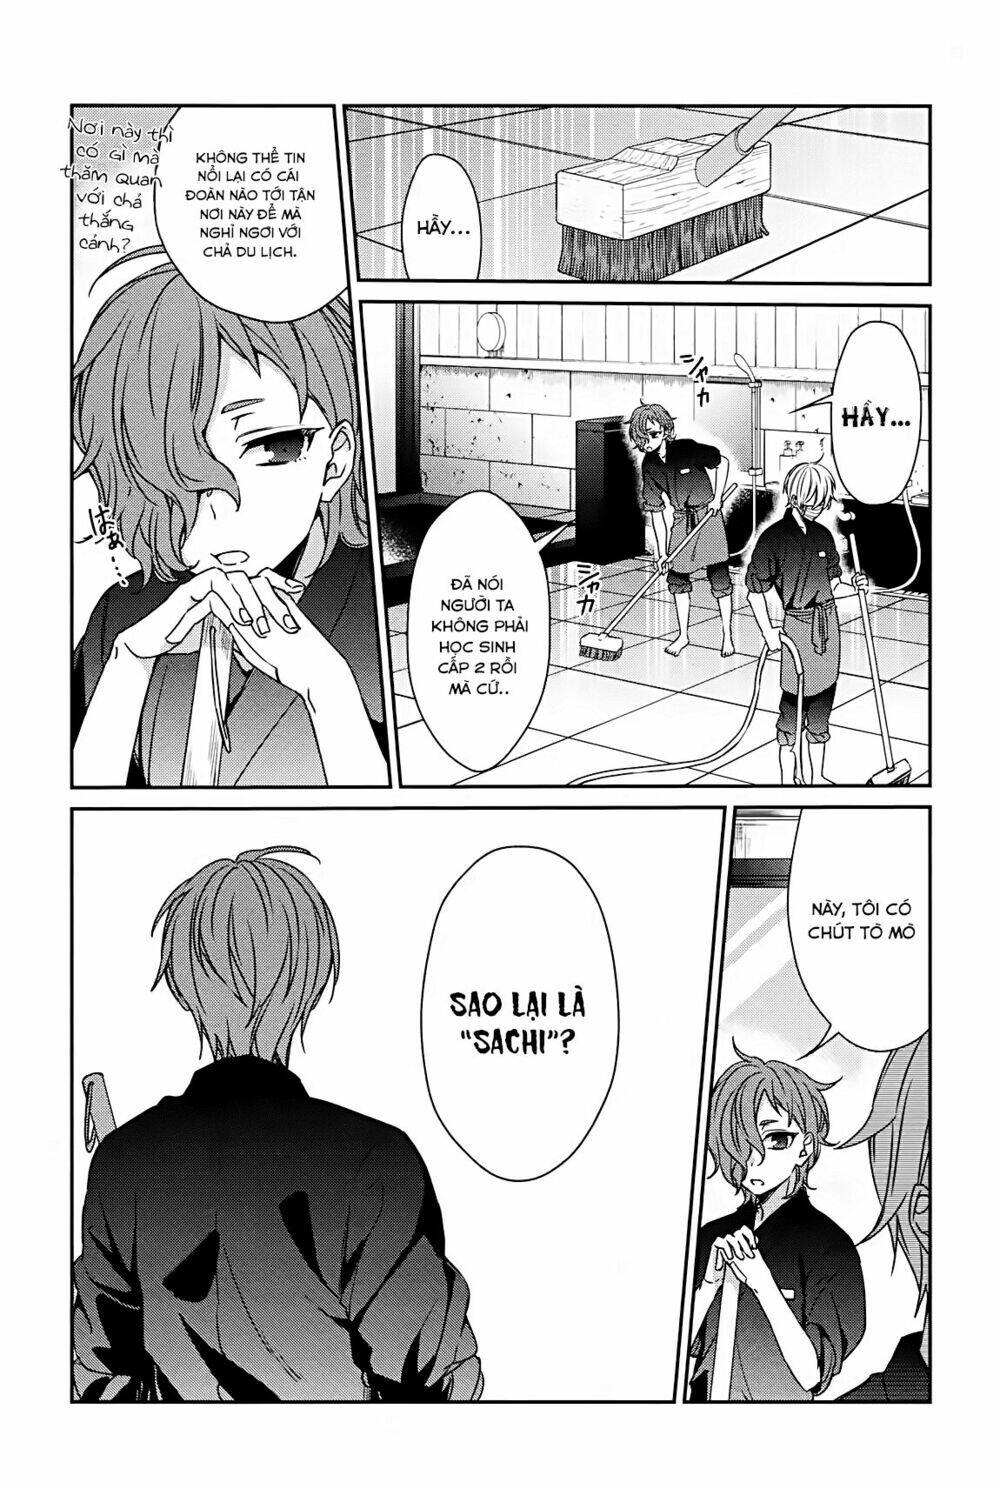 HẦY...
HẦY...
シャカ
シャカ
ĐÃ NÓI
NGƯỜI TA
KHÔNG PHẢI
HỌC SINH
CẤP 2 RỒI
MÀ CỨ..
KHÔNG THỂ TIN
NỔI LẠI CÓ CÁI
ĐOÀN NÀO TỚI TẬN
NƠI NÀY ĐỂ MÀ
NGHỈ NGƠI VỚI
CHẢ DU LỊCH.
Nơi này thì
có gì mà
thăm quan
với chả
thắng
cảnh?
はぁ…
NÀY, TÔI CÓ
CHÚT TÒ MÒ
SAO LẠI LÀ
"SACHI"?